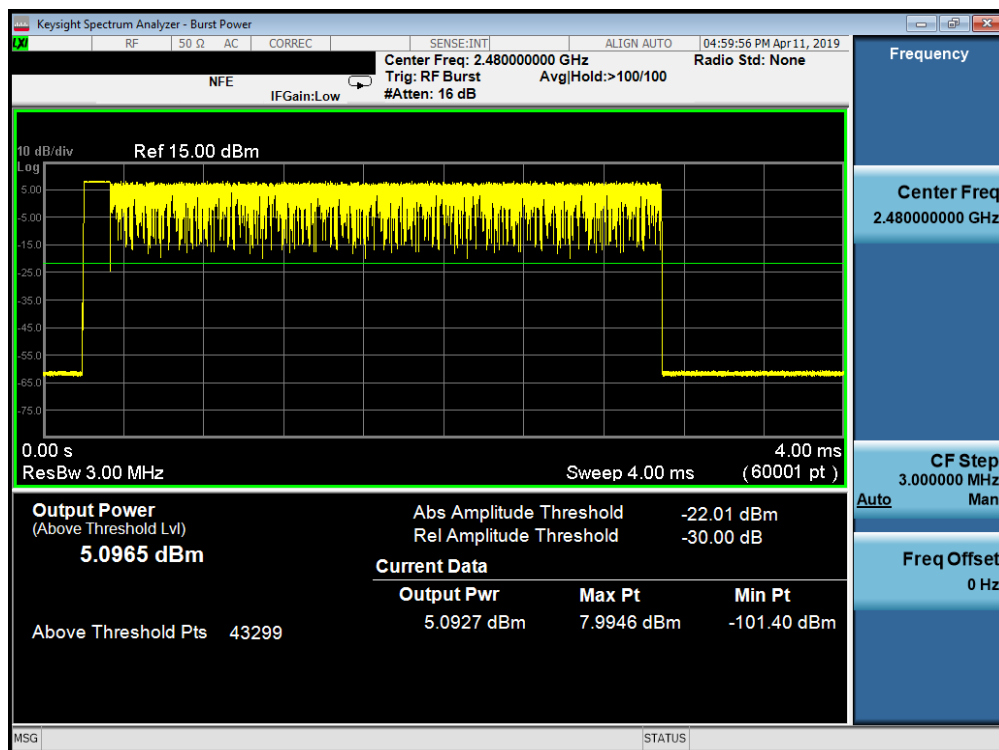 Keysight Spectrum Analyzer - Burst Power
LXI RF 50 Ω AC CORREC SENSE:INT ALIGN AUTO 04:59:56 PM Apr 11, 2019
Center Freq: 2.480000000 GHz Radio Std: None
NFE Trig: RF Burst Avg|Hold:>100/100
IFGain:Low #Atten: 16 dB
Frequency
10 dB/div Ref 15.00 dBm
Log
5.00
-5.00
-15.0
-25.0
-35.0
-45.0
-55.0
-65.0
-75.0
0.00 s 4.00 ms
ResBw 3.00 MHz Sweep 4.00 ms (60001 pt)
Output Power
(Above Threshold Lvl)
5.0965 dBm
Above Threshold Pts 43299
Abs Amplitude Threshold -22.01 dBm
Rel Amplitude Threshold -30.00 dB
Current Data
Output Pwr Max Pt Min Pt
5.0927 dBm 7.9946 dBm -101.40 dBm
Center Freq
2.480000000 GHz
CF Step
3.000000 MHz
Auto Man
Freq Offset
0 Hz
MSG STATUS